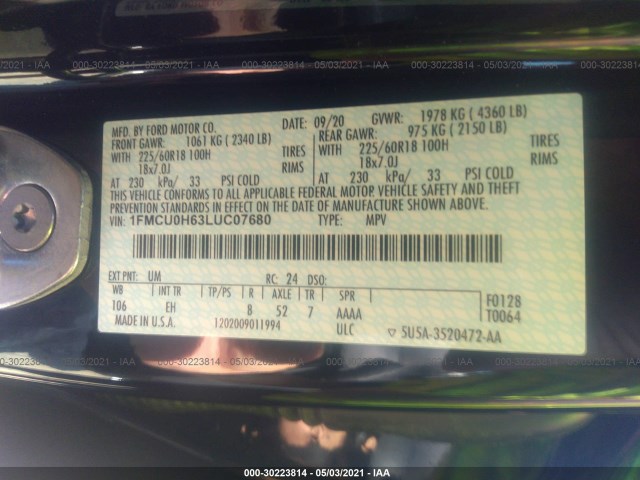 000-30223814 - 05/03/2021 - IAA
000-30223814 - 05/03/2021 - IAA
000-30223814 - 05/03/2021 - IAA
MFD. BY FORD MOTOR CO.
DATE: 09/20 GVWR: 1978 KG ( 4360 LB)
FRONT GAWR: 1061 KG ( 2340 LB)
REAR GAWR: 975 KG ( 2150 LB)
WITH 225/60R18 100H TIRES WITH 225/60R18 100H TIRES
18x7.0J RIMS 18x7.0J RIMS
AT 230 kPa/ 33 PSI COLD AT 230 kPa/ 33 PSI COLD
THIS VEHICLE CONFORMS TO ALL APPLICABLE FEDERAL MOTOR VEHICLE SAFETY AND THEFT
PREVENTION STANDARDS IN EFFECT ON THE DATE OF MANUFACTURE SHOWN ABOVE.
VIN: 1FMCU0H63LUC07680 TYPE: MPV
EXT PNT: UM RC: 24 DSO:
WB INT TR TP/PS R AXLE TR SPR
106 EH 8 52 7 AAAA
F0128
T0064
MADE IN U.S.A. 1202009011994 ULC ▽ 5USA-3520472-AA
000-30223814 - 05/03/2021 - IAA
000-30223814 - 05/03/2021 - IAA
000-30223814 - 05/03/2021 - IAA
000-30223814 - 05/03/2021 - IAA